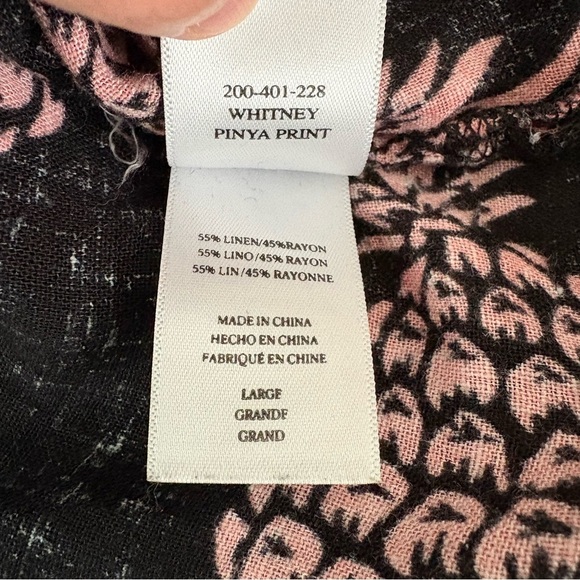 200-401-228
WHITNEY
PINYA PRINT
55% LINEN/45%RAYON
55% LINO/45% RAYON
55% LIN/45% RAYONNE
MADE IN CHINA
HECHO EN CHINA
FABRIQUÉ EN CHINE
LARGE
GRANDE
GRAND